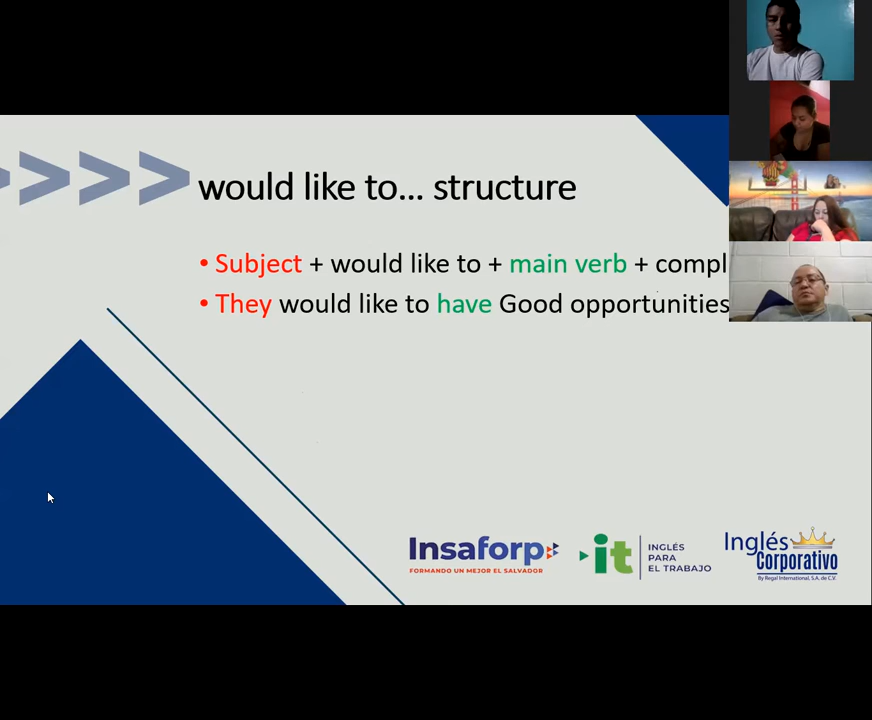 >>>>
would like to... structure
• Subject + would like to + main verb + compl
• They would like to have Good opportunities
Insaforp
FORMANDO UN MEJOR EL SALVADOR
it
INGLÉS
PARA
EL TRABAJO
Inglés
Corporativo
By Regal International, S.A. de C.V.